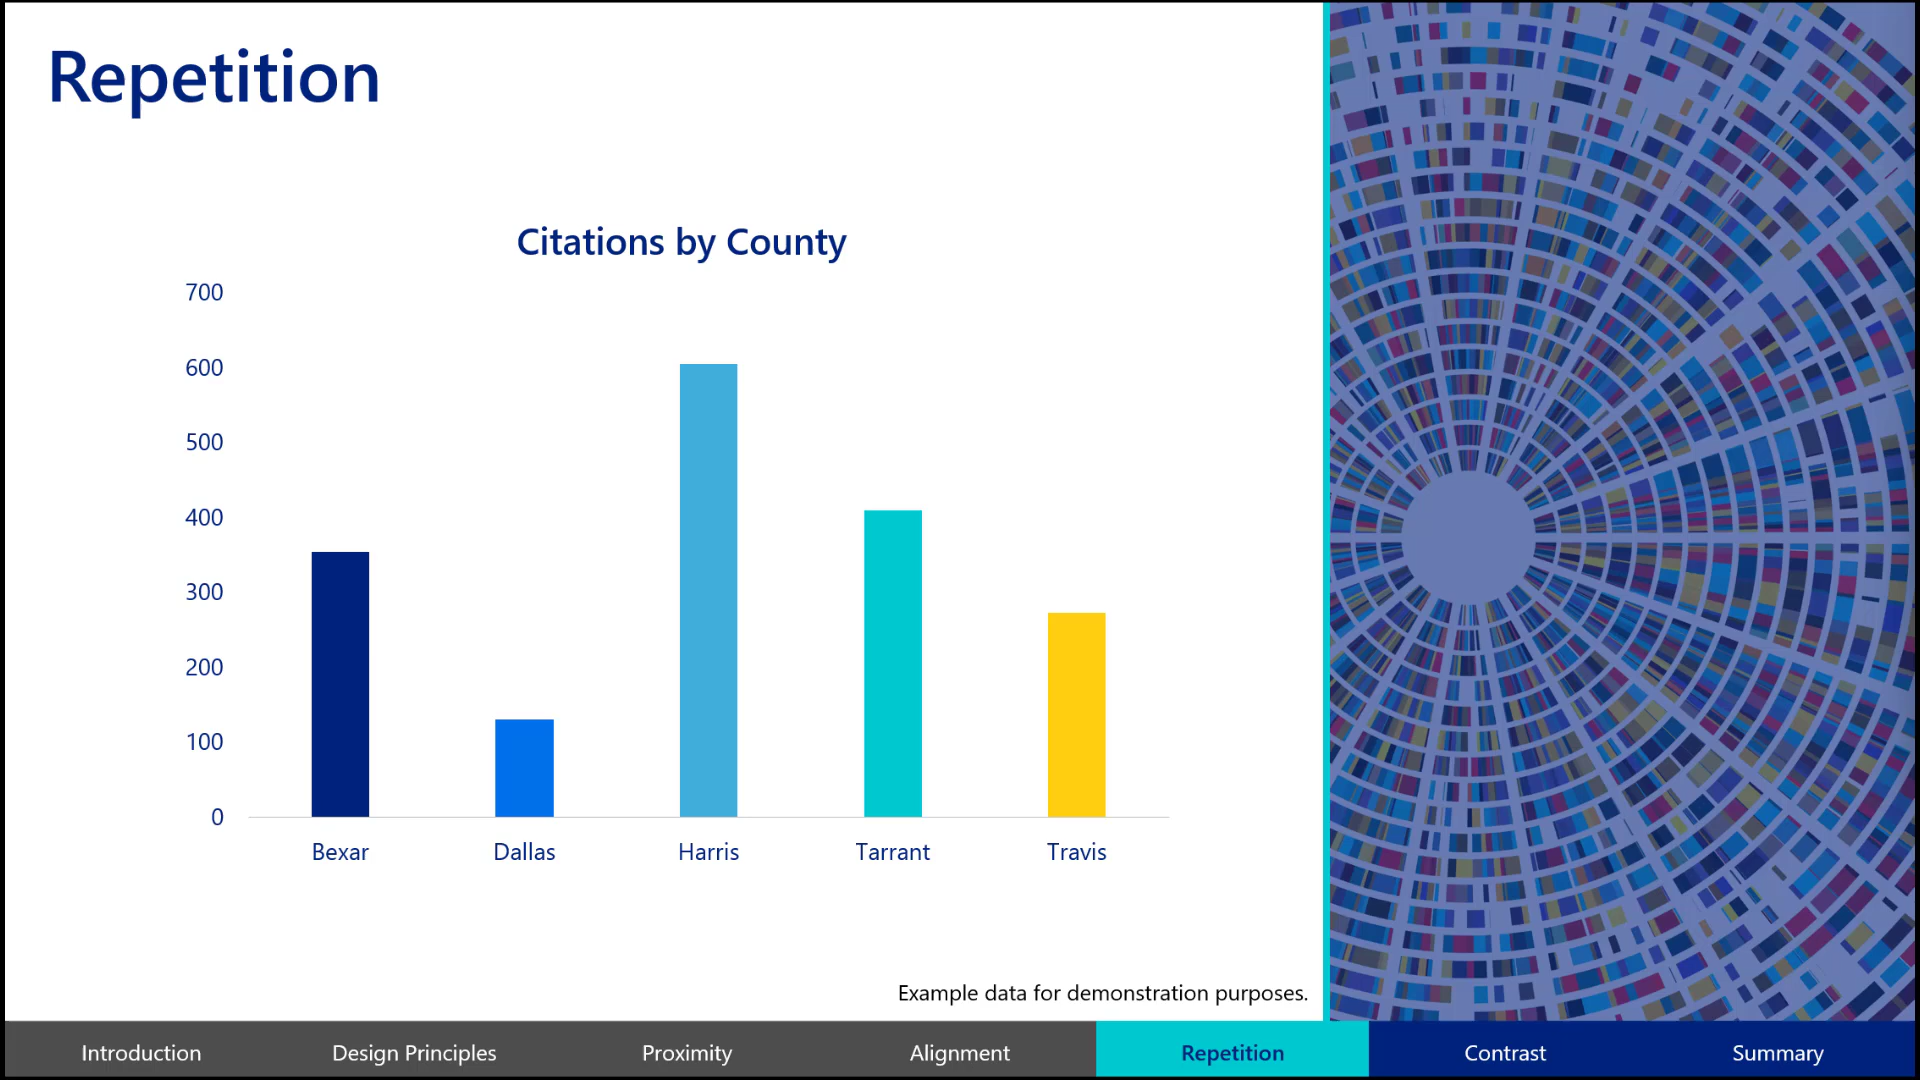 Repetition
Citations by County
700
600
500
400
300
200
100
0
Bexar Dallas Harris Tarrant Travis
Example data for demonstration purposes.
Introduction Design Principles Proximity Alignment Repetition Contrast Summary